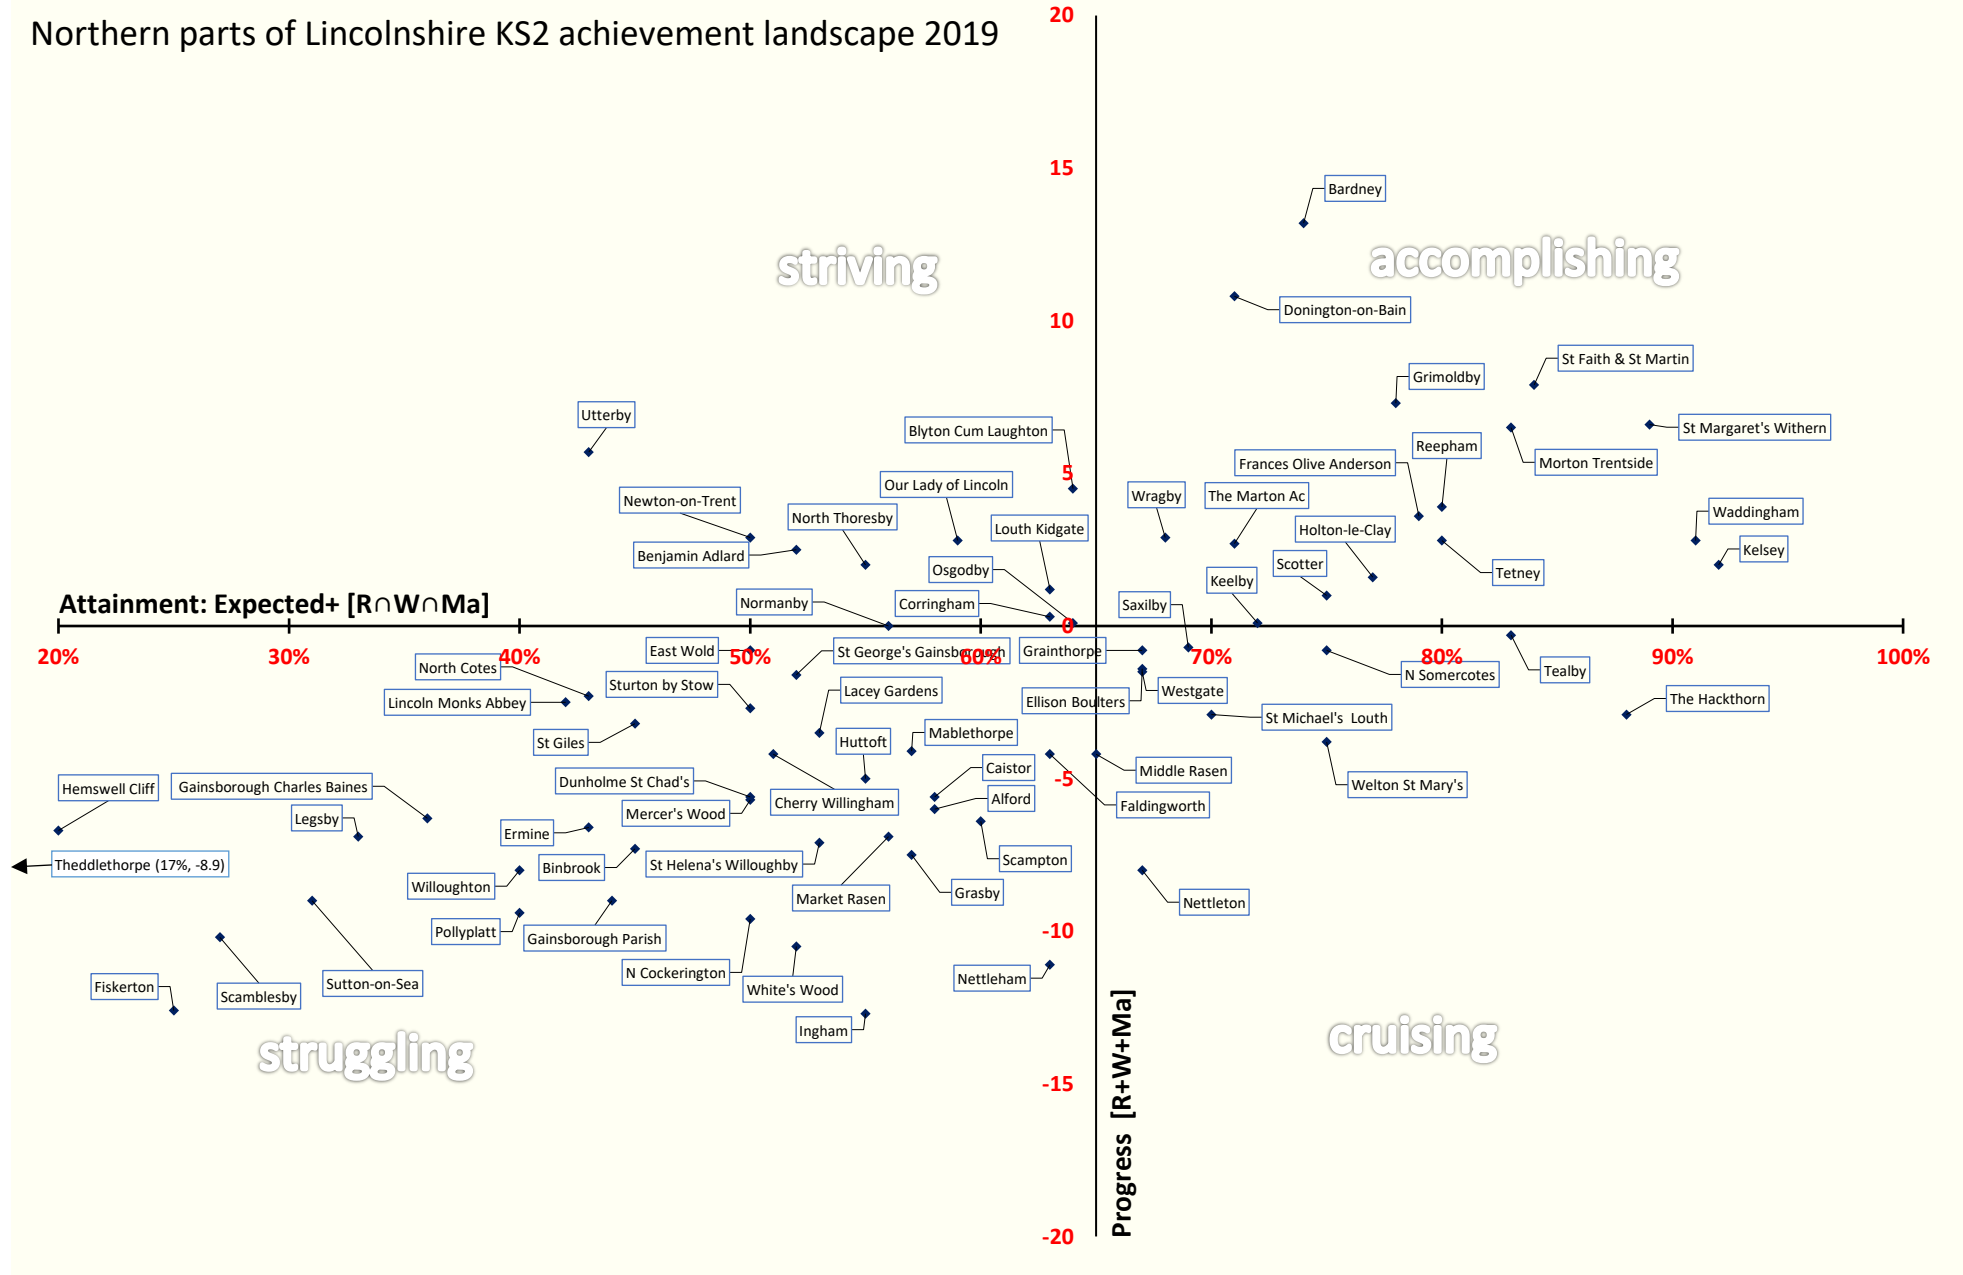 Northern parts of Lincolnshire KS2 achievement landscape 2019
20
15
Bardney
striving
accomplishing
10
Donington-on-Bain
St Faith & St Martin
Grimoldby
Utterby
Blyton Cum Laughton
St Margaret's Withern
Reepham
Frances Olive Anderson
Morton Trentside
5
Our Lady of Lincoln
Wragby
The Marton Ac
Newton-on-Trent
North Thoresby
Louth Kidgate
Holton-le-Clay
Waddingham
Benjamin Adlard
Kelsey
Osgodby
Scotter
Tetney
Keelby
Attainment: Expected+ [R∩W∩Ma]
Normanby
Corringham
Saxilby
0
20%
30%
40%
50%
60%
70%
80%
90%
100%
East Wold
St George's Gainsborough
Grainthorpe
North Cotes
N Somercotes
Tealby
Sturton by Stow
Lacey Gardens
Westgate
Lincoln Monks Abbey
Ellison Boulters
The Hackthorn
St Michael's  Louth
St Giles
Huttoft
Mablethorpe
Caistor
Middle Rasen
-5
Hemswell Cliff
Gainsborough Charles Baines
Dunholme St Chad's
Welton St Mary's
Cherry Willingham
Alford
Faldingworth
Legsby
Mercer's Wood
Ermine
Theddlethorpe (17%, -8.9)
Binbrook
St Helena's Willoughby
Scampton
Willoughton
Market Rasen
Grasby
Nettleton
Pollyplatt
Gainsborough Parish
-10
Fiskerton
Scamblesby
Sutton-on-Sea
N Cockerington
White's Wood
Nettleham
Ingham
struggling
cruising
-15
Progress  [R+W+Ma]
-20